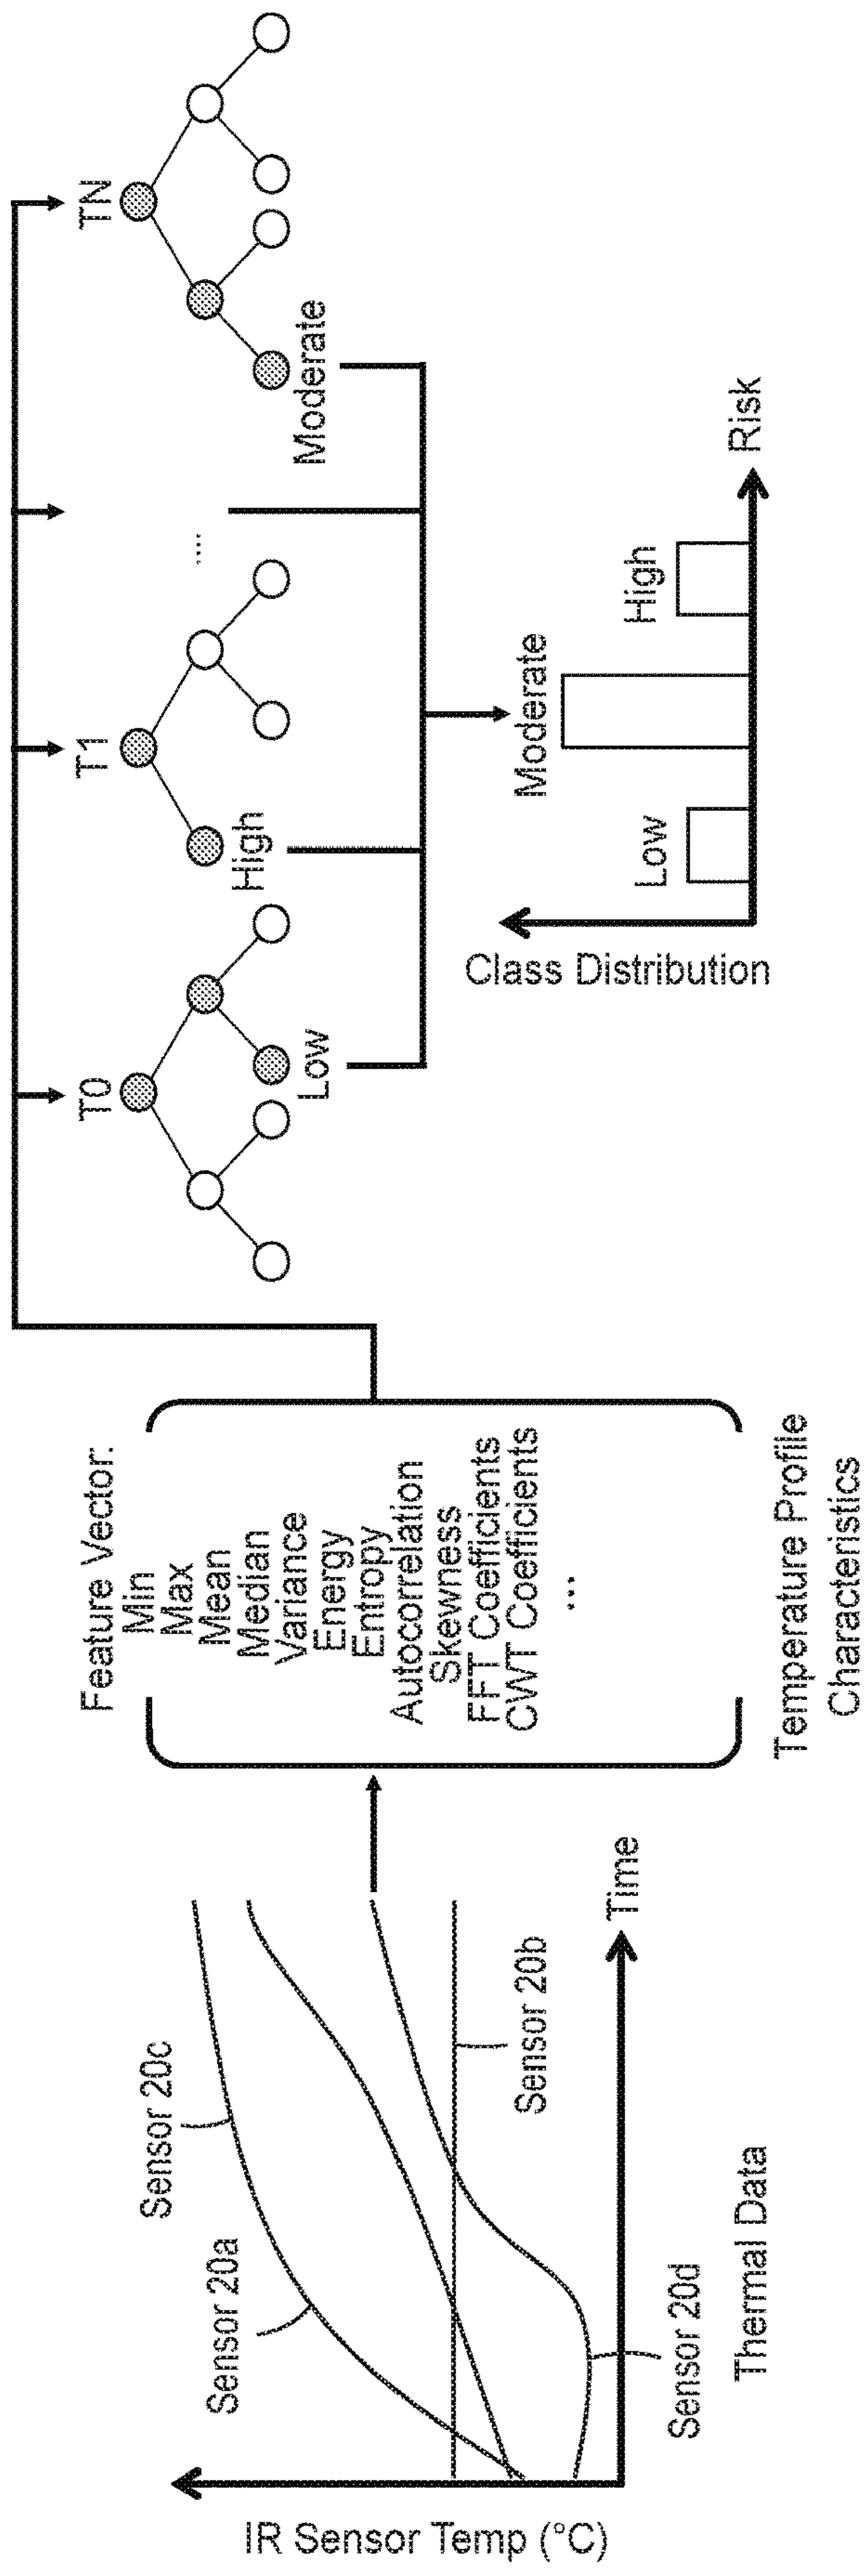 IR Sensor Temp (°C)
Sensor 20a
Sensor 20c
Sensor 20b
Sensor 20d
Time
Thermal Data
Feature Vector:
Min
Max
Mean
Median
Variance
Energy
Entropy
Autocorrelation
Skewness
FFT Coefficients
CWT Coefficients
...
Temperature Profile
Characteristics
T0
T1
....
TN
Low
High
Moderate
Class Distribution
Low
Moderate
High
Risk